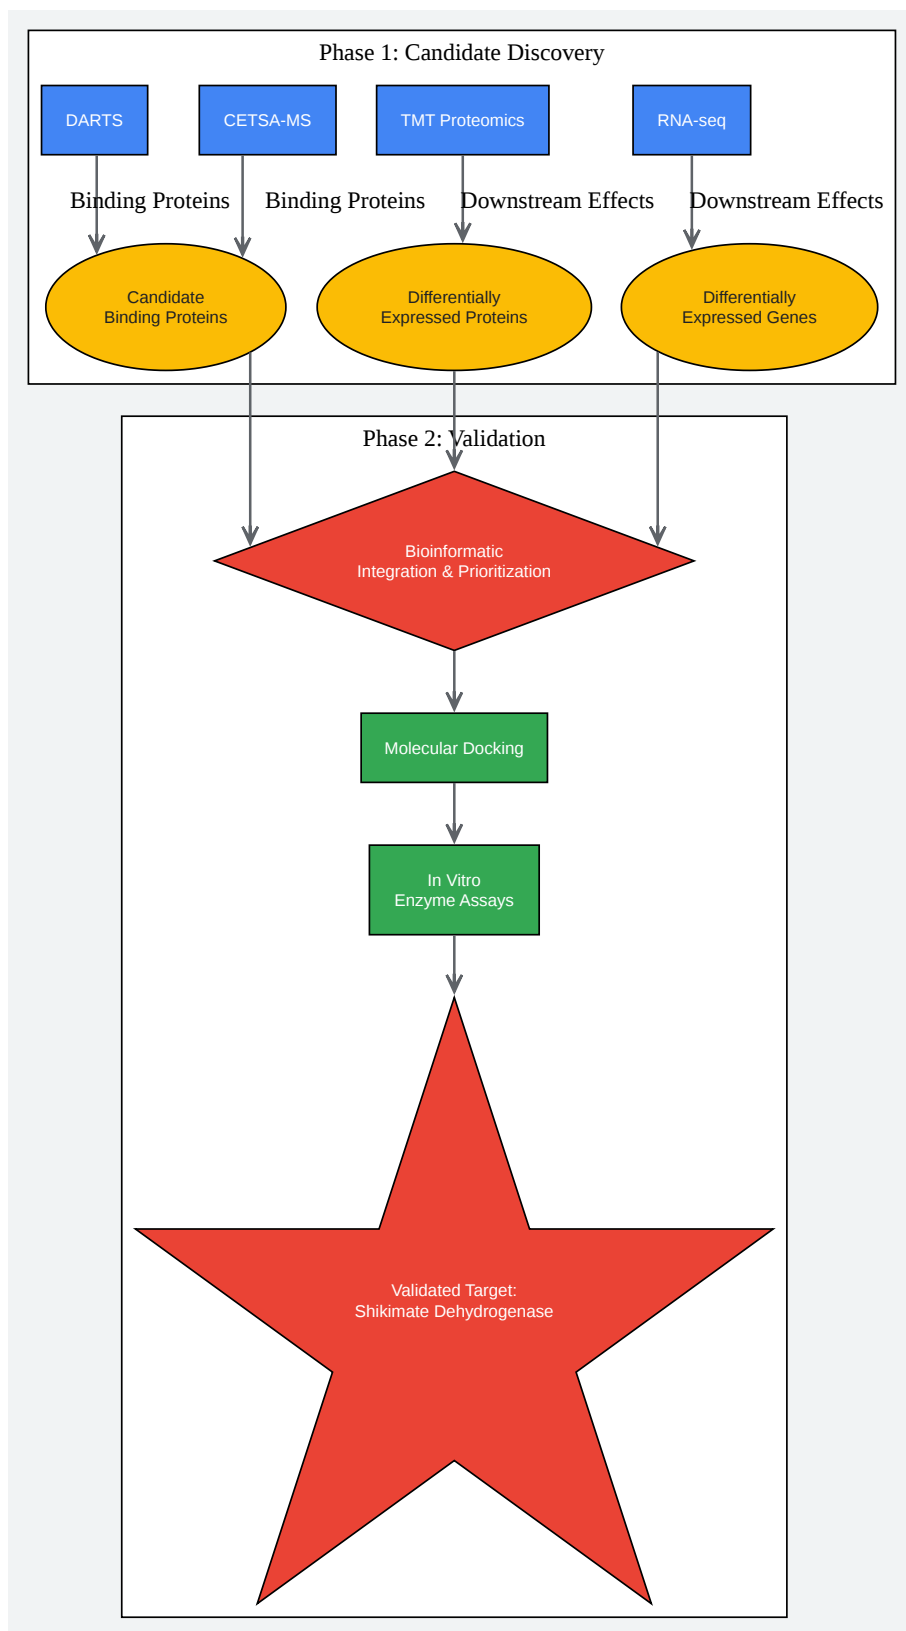 Phase 1: Candidate Discovery
DARTS
CETSA-MS
TMT Proteomics
RNA-seq
Binding Proteins
Binding Proteins
Downstream Effects
Downstream Effects
Candidate
Binding Proteins
Differentially
Expressed Proteins
Differentially
Expressed Genes
Phase 2: Validation
Bioinformatic
Integration & Prioritization
Molecular Docking
In Vitro
Enzyme Assays
Validated Target:
Shikimate Dehydrogenase